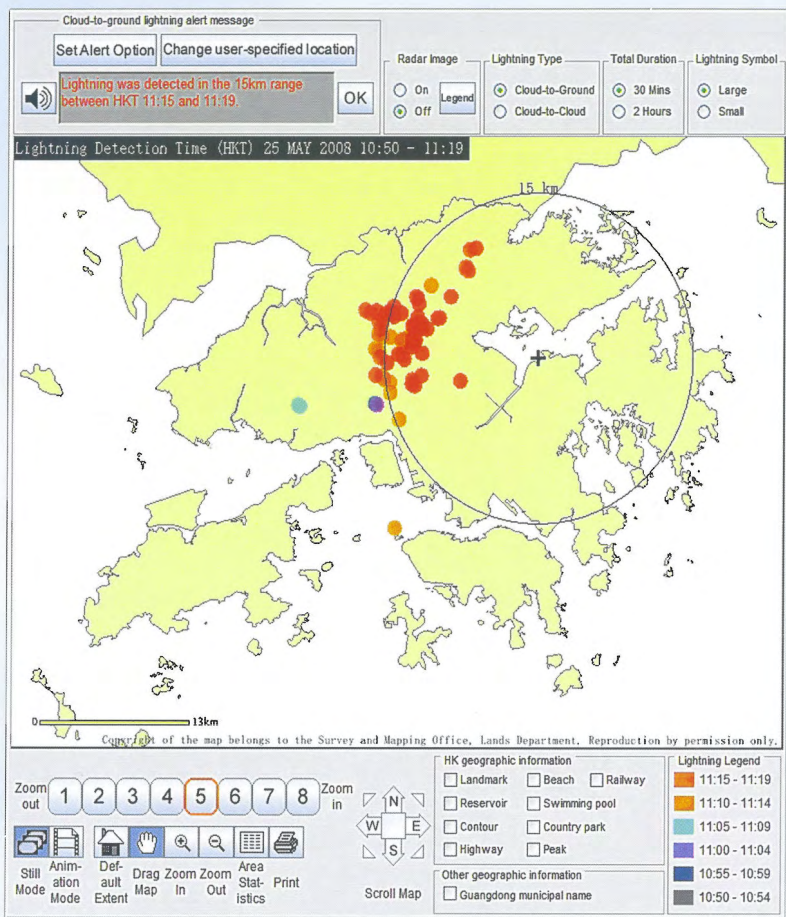 Cloud-to-ground lightning alert message
Set Alert Option
Change user-specified location
Lightning was detected in the 15km range
between HKT 11:15 and 11:19.
OK
Radar Image
On
Off
Legend
Lightning Type
Cloud-to-Ground
Cloud-to-Cloud
Total Duration
30 Mins
2 Hours
Lightning Symbol
Large
Small
Lightning Detection Time (HKT) 25 MAY 2008 10:50 - 11:19
15 km
0
13km
Copyright of the map belongs to the Survey and Mapping Office, Lands Department, Reproduction by permission only.
Zoom
out
1 2 3 4 5 6 7 8
Zoom
in
Still
Mode
Anim-
ation
Mode
Def-
ault
Extent
Drag
Map
Zoom
In
Zoom
Out
Area
Stat-
istics
Print
N
W
E
S
Scroll Map
HK geographic information
Landmark
Beach
Railway
Reservoir
Swimming pool
Contour
Country park
Highway
Peak
Other geographic information
Guangdong municipal name
Lightning Legend
11:15 - 11:19
11:10 - 11:14
11:05 - 11:09
11:00 - 11:04
10:55 - 10:59
10:50 - 10:54